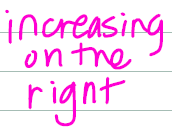 increasing
on the
right